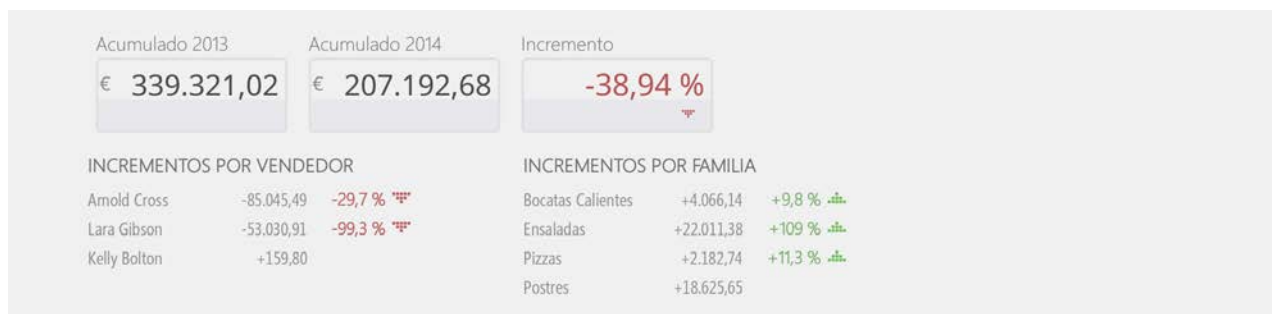 Acumulado 2013 Acumulado 2014 Incremento
€ 339.321,02 € 207.192,68 -38,94 %
INCREMENTOS POR VENDEDOR INCREMENTOS POR FAMILIA
Arnold Cross -85.045,49 -29,7 % Bocatas Calientes +4.066,14 +9,8 %
Lara Gibson -53.030,91 -99,3 % Ensaladas +22.011,38 +109 %
Kelly Bolton +159,80 Pizzas +2.182,74 +11,3 %
Postres +18.625,65